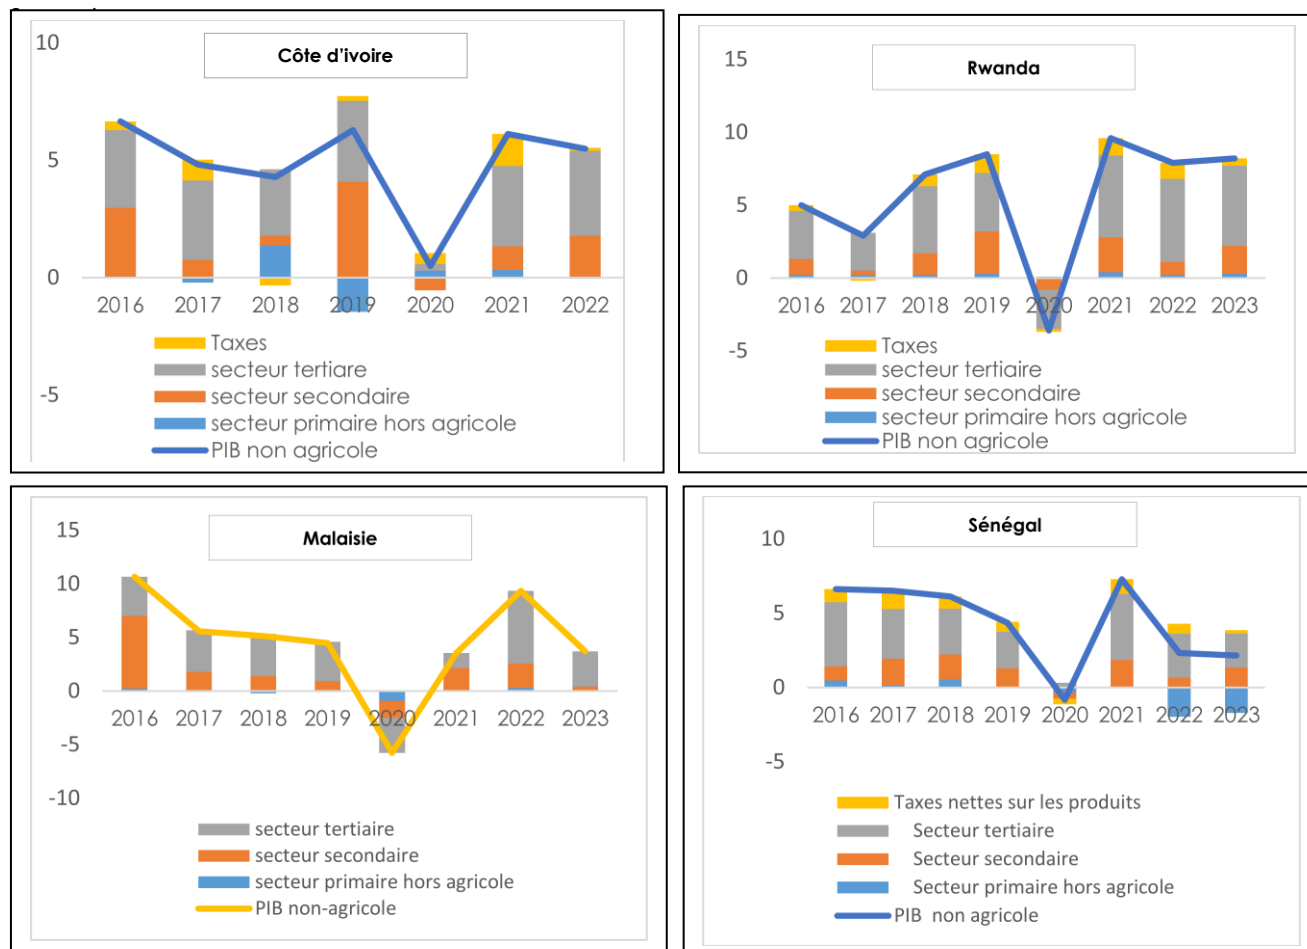 Côte d'ivoire
10
5
0
-5
2016 2017 2018 2019 2020 2021 2022
Taxes
secteur tertiare
secteur secondaire
secteur primaire hors agricole
PIB non agricole
Rwanda
15
10
5
0
-5
2016 2017 2018 2019 2020 2021 2022 2023
Taxes
secteur tertiaire
secteur secondaire
secteur primaire hors agricole
PIB non agricole
Malaisie
15
10
5
0
-5
-10
2016 2017 2018 2019 2020 2021 2022 2023
secteur tertiaire
secteur secondaire
secteur primaire hors agricole
PIB non-agricole
Sénégal
10
5
0
-5
2016 2017 2018 2019 2020 2021 2022 2023
Taxes nettes sur les produits
Secteur tertiaire
Secteur secondaire
Secteur primaire hors agricole
PIB non agricole